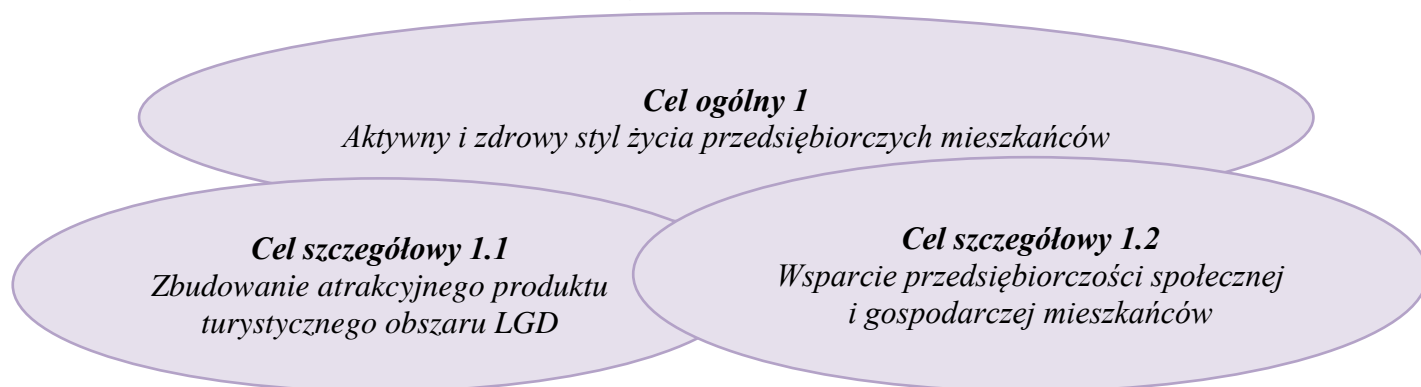 Cel ogólny 1
Aktywny i zdrowy styl życia przedsiębiorczych mieszkańców
Cel szczegółowy 1.1
Zbudowanie atrakcyjnego produktu
turystycznego obszaru LGD
Cel szczegółowy 1.2
Wsparcie przedsiębiorczości społecznej
i gospodarczej mieszkańców